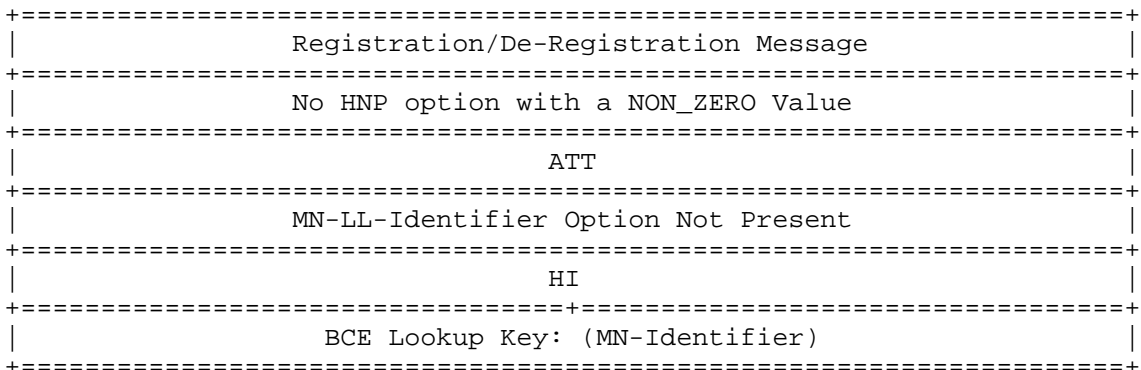 Registration/De-Registration Message
No HNP option with a NON_ZERO Value
ATT
MN-LL-Identifier Option Not Present
HI
BCE Lookup Key: (MN-Identifier)